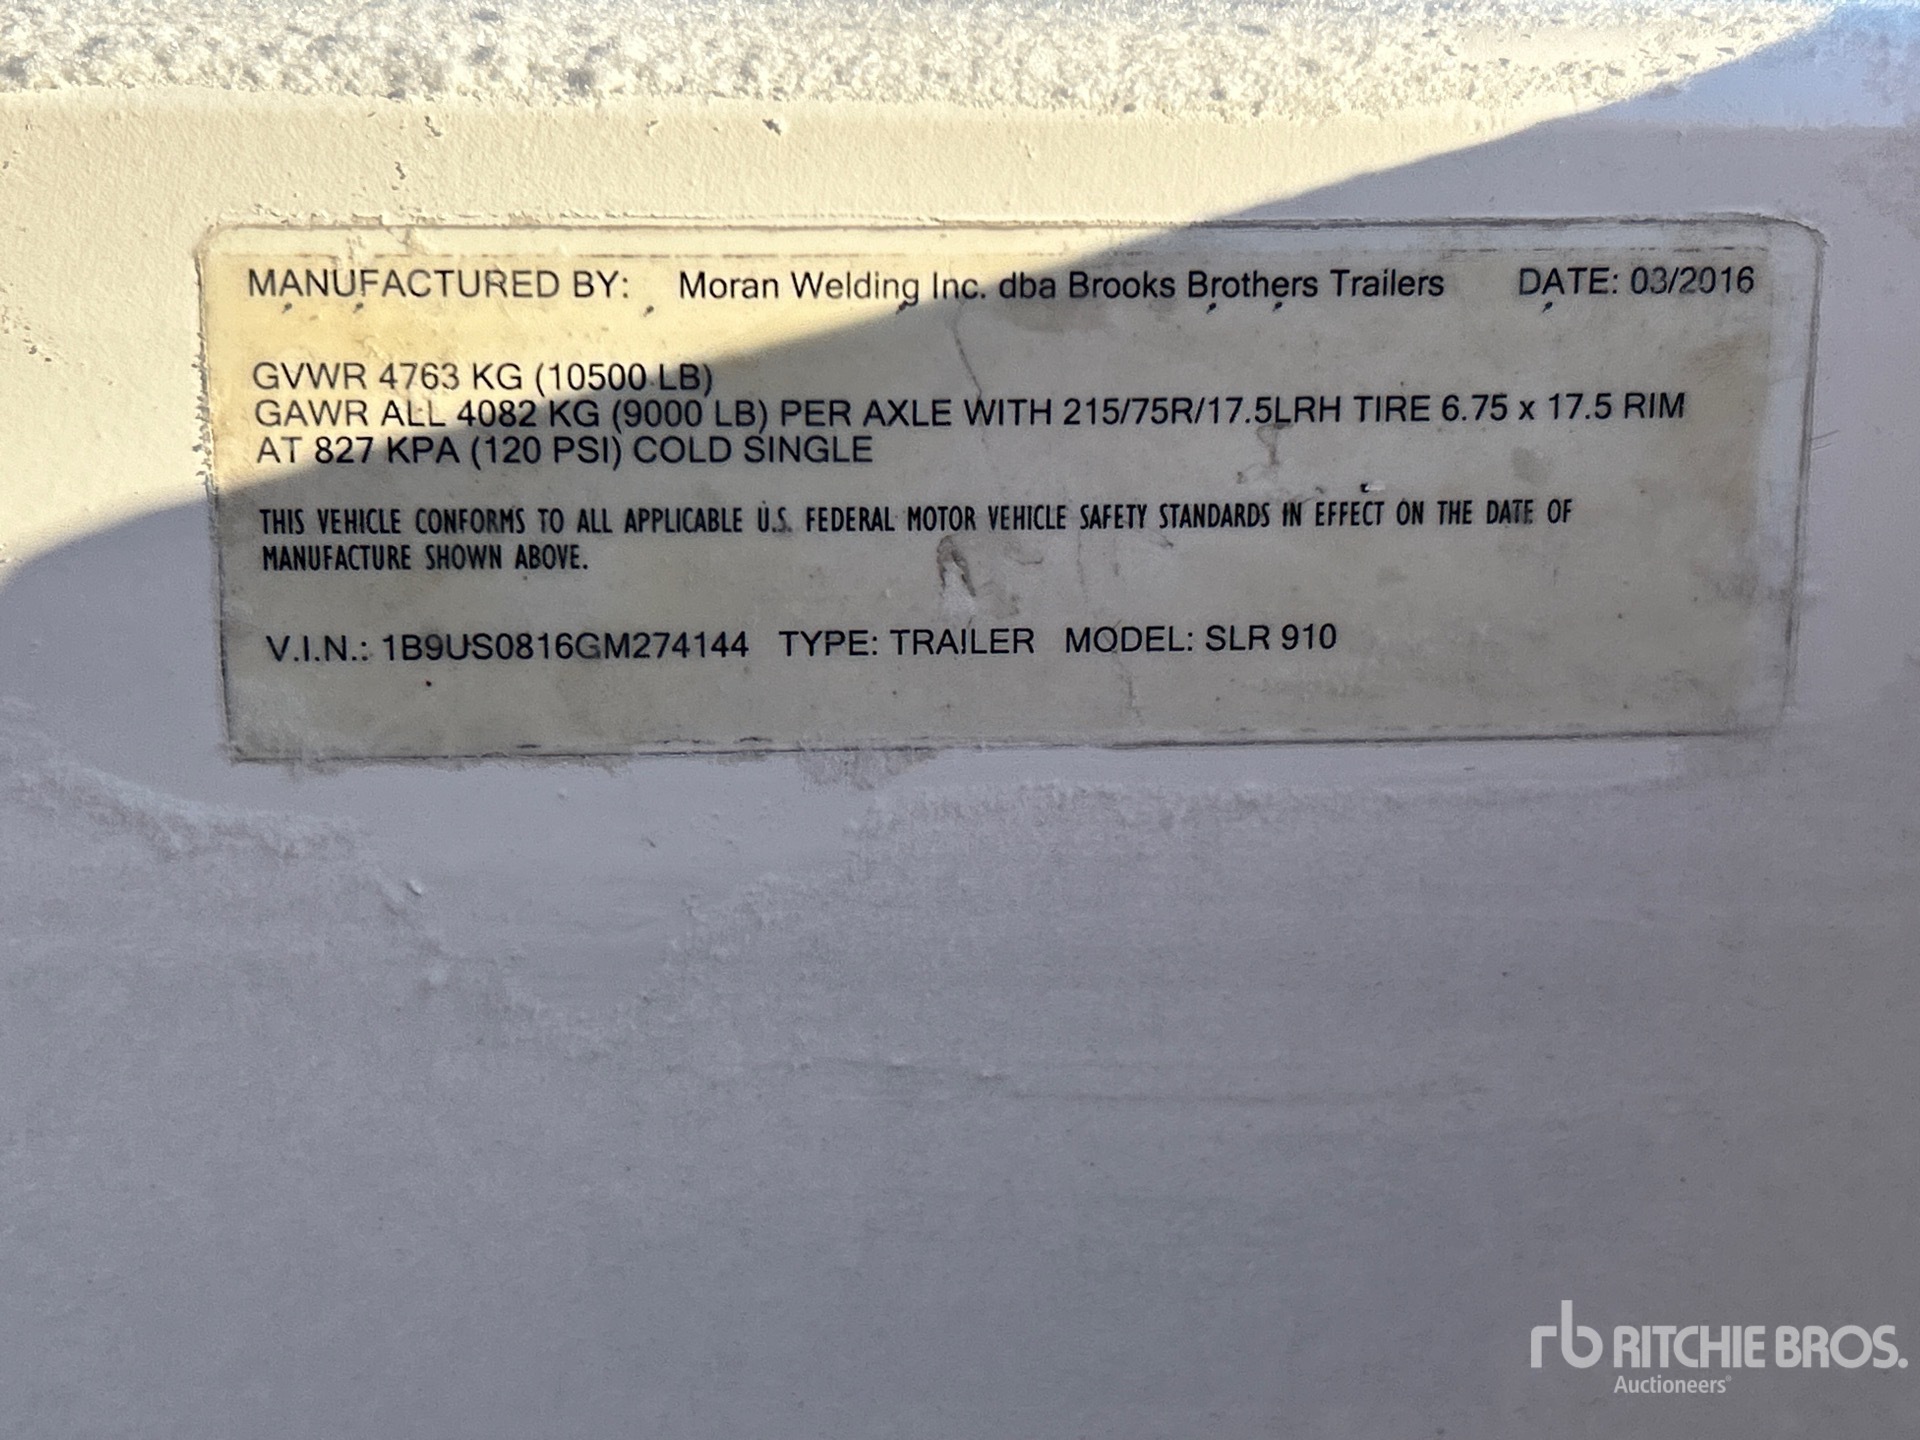 MANUFACTURED BY: Moran Welding Inc. dba Brooks Brothers Trailers DATE: 03/2016
GVWR 4763 KG (10500 LB)
GAWR ALL 4082 KG (9000 LB) PER AXLE WITH 215/75R/17.5LRH TIRE 6.75 x 17.5 RIM
AT 827 KPA (120 PSI) COLD SINGLE
THIS VEHICLE CONFORMS TO ALL APPLICABLE U.S. FEDERAL MOTOR VEHICLE SAFETY STANDARDS IN EFFECT ON THE DATE OF
MANUFACTURE SHOWN ABOVE.
V.I.N.: 1B9US0816GM274144 TYPE: TRAILER MODEL: SLR 910
rb RITCHIE BROS.
Auctioneers®